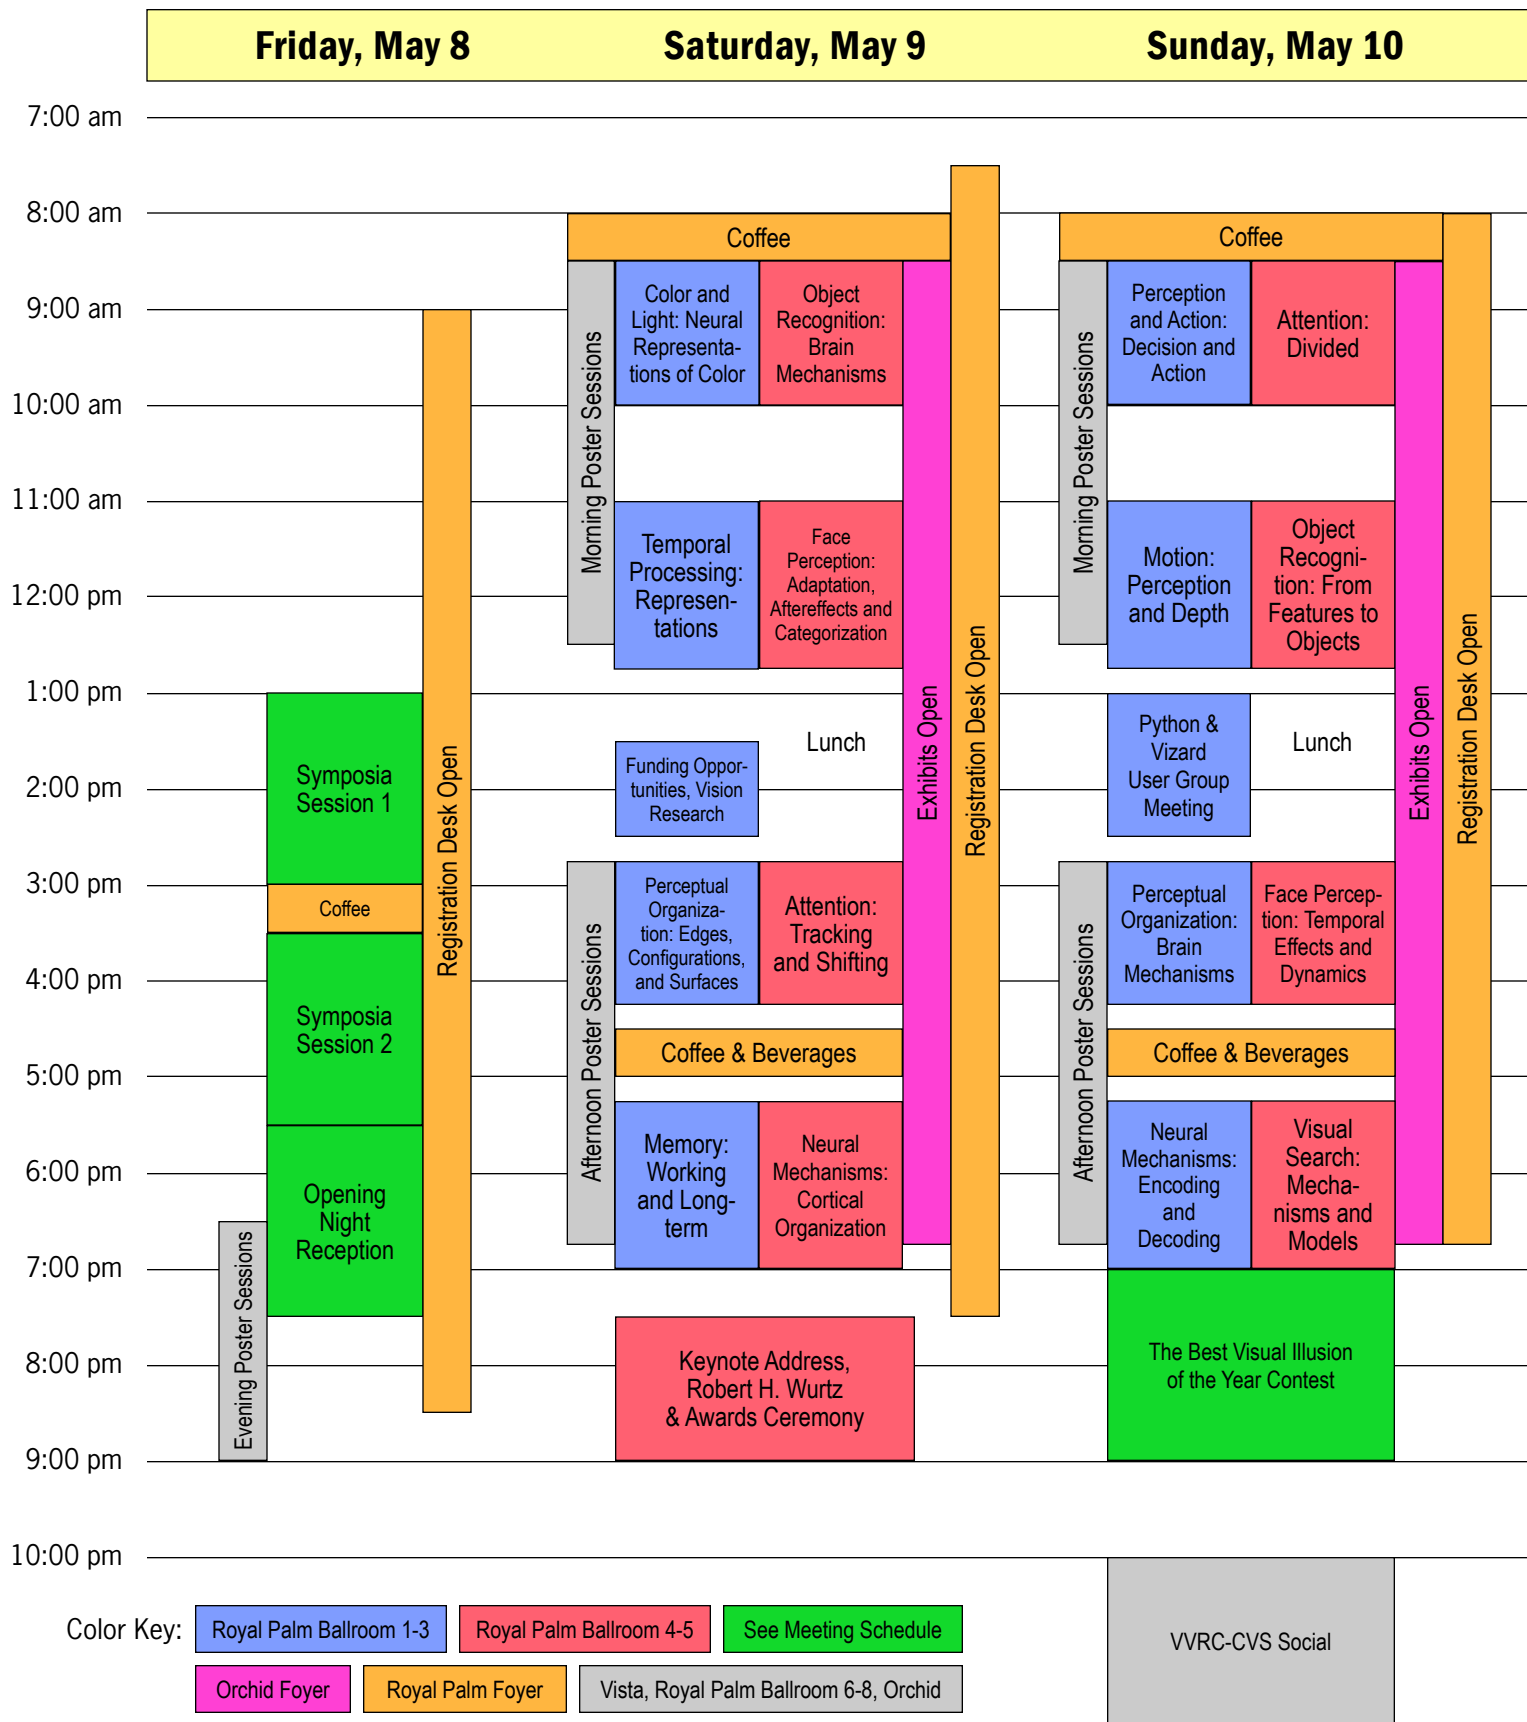 Friday, May 8
Saturday, May 9
Sunday, May 10
7:00 am
8:00 am
9:00 am
10:00 am
11:00 am
12:00 pm
1:00 pm
2:00 pm
3:00 pm
4:00 pm
5:00 pm
6:00 pm
7:00 pm
8:00 pm
9:00 pm
10:00 pm
Symposia
Session 1
Coffee
Symposia
Session 2
Opening
Night
Reception
Evening Poster Sessions
Registration Desk Open
Coffee
Morning Poster Sessions
Color and
Light: Neural
Representa-
tions of Color
Object
Recognition:
Brain
Mechanisms
Temporal
Processing:
Represen-
tations
Face
Perception:
Adaptation,
Aftereffects and
Categorization
Funding Oppor-
tunities, Vision
Research
Lunch
Afternoon Poster Sessions
Perceptual
Organiza-
tion: Edges,
Configurations,
and Surfaces
Attention:
Tracking
and Shifting
Coffee & Beverages
Memory:
Working
and Long-
term
Neural
Mechanisms:
Cortical
Organization
Exhibits Open
Registration Desk Open
Keynote Address,
Robert H. Wurtz
& Awards Ceremony
Coffee
Morning Poster Sessions
Perception
and Action:
Decision and
Action
Attention:
Divided
Motion:
Perception
and Depth
Object
Recogni-
tion: From
Features to
Objects
Python &
Vizard
User Group
Meeting
Lunch
Afternoon Poster Sessions
Perceptual
Organization:
Brain
Mechanisms
Face Percep-
tion: Temporal
Effects and
Dynamics
Coffee & Beverages
Neural
Mechanisms:
Encoding
and
Decoding
Visual
Search:
Mecha-
nisms and
Models
Exhibits Open
Registration Desk Open
The Best Visual Illusion
of the Year Contest
VVRC-CVS Social
Color Key:
Royal Palm Ballroom 1-3
Royal Palm Ballroom 4-5
See Meeting Schedule
Orchid Foyer
Royal Palm Foyer
Vista, Royal Palm Ballroom 6-8, Orchid